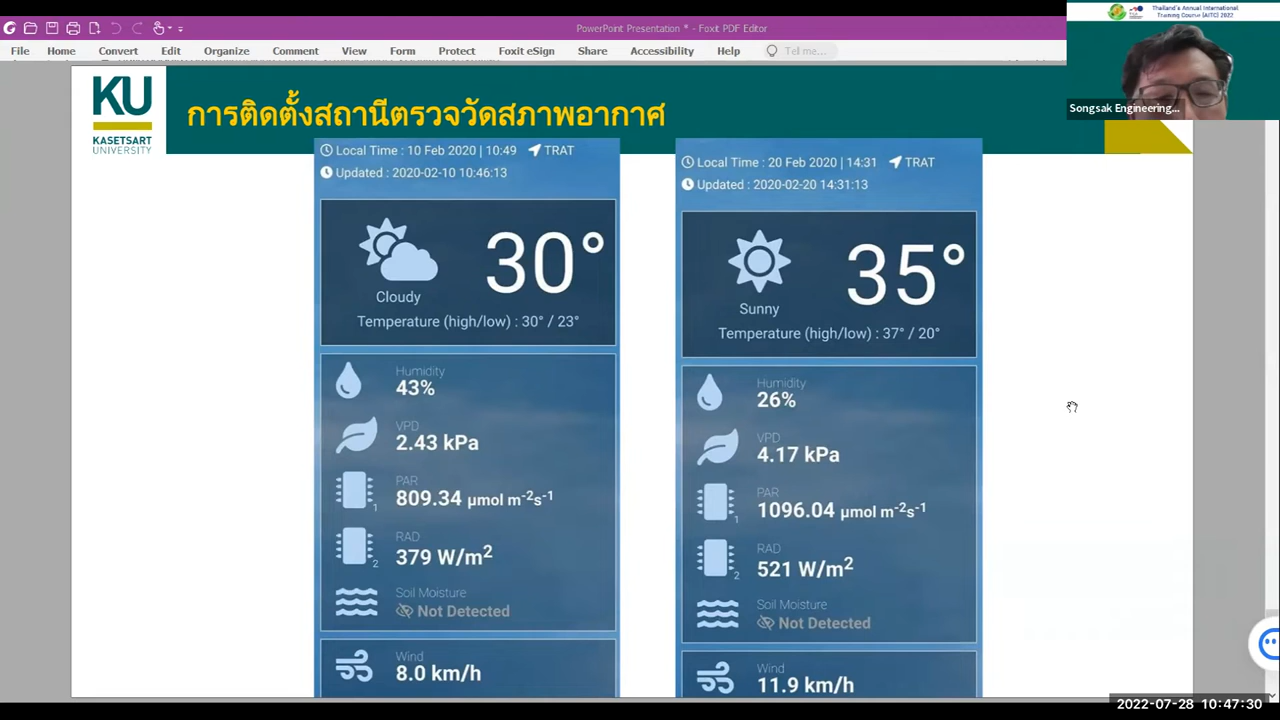 Thailand's Annual International
Training Course (AITC) 2022
PowerPoint Presentation * - Foxit PDF Editor
File Home Convert Edit Organize Comment View Form Protect Foxit eSign Share Accessibility Help Tell me...
Songsak Engineering...
KU
KASETSART
UNIVERSITY
การติดตั้งสถานีตรวจวัดสภาพอากาศ
Local Time : 10 Feb 2020 | 10:49 TRAT
Updated : 2020-02-10 10:46:13
30°
Cloudy
Temperature (high/low) : 30° / 23°
Humidity
43%
VPD
2.43 kPa
PAR
809.34 μmol m-2s-1
1
RAD
379 W/m2
2
Soil Moisture
Not Detected
Wind
8.0 km/h
Local Time : 20 Feb 2020 | 14:31 TRAT
Updated : 2020-02-20 14:31:13
35°
Sunny
Temperature (high/low) : 37° / 20°
Humidity
26%
VPD
4.17 kPa
PAR
1096.04 μmol m-2s-1
1
RAD
521 W/m2
2
Soil Moisture
Not Detected
Wind
11.9 km/h
2022-07-28 10:47:30